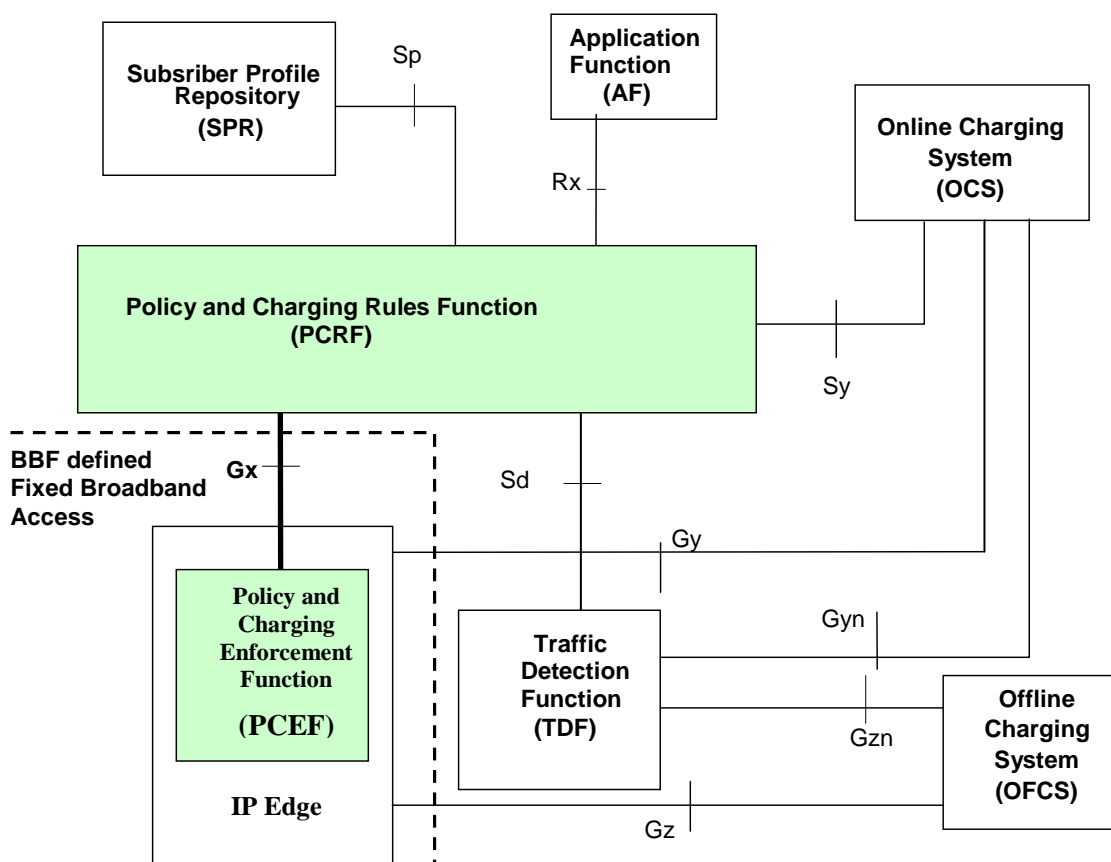 Subsriber Profile
Repository
(SPR)
Sp
Application
Function
(AF)
Rx
Online Charging
System
(OCS)
Policy and Charging Rules Function
(PCRF)
Sy
BBF defined
Fixed Broadband
Access
Gx
Sd
Gy
Policy and
Charging
Enforcement
Function
(PCEF)
IP Edge
Traffic
Detection
Function
(TDF)
Gyn
Gzn
Offline
Charging
System
(OFCS)
Gz